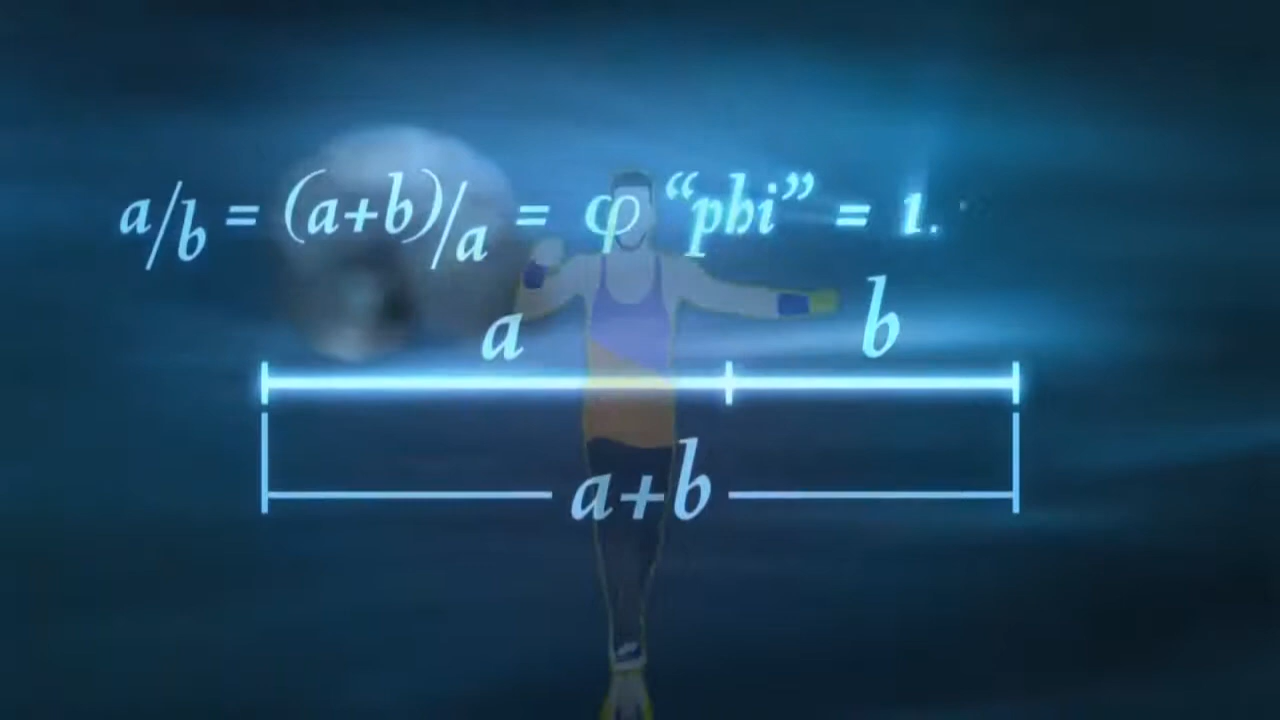 a/b = (a+b)/a = φ “phi” = 1.
a b
a+b